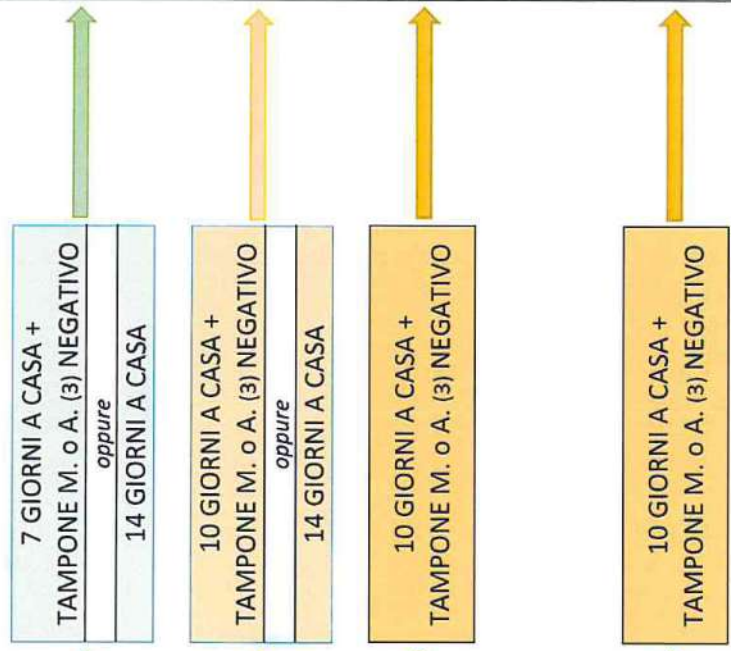 7 GIORNI A CASA +
TAMPONE M. o A. (3) NEGATIVO
oppure
14 GIORNI A CASA
10 GIORNI A CASA +
TAMPONE M. o A. (3) NEGATIVO
oppure
14 GIORNI A CASA
10 GIORNI A CASA +
TAMPONE M. o A. (3) NEGATIVO
10 GIORNI A CASA +
TAMPONE M. o A. (3) NEGATIVO